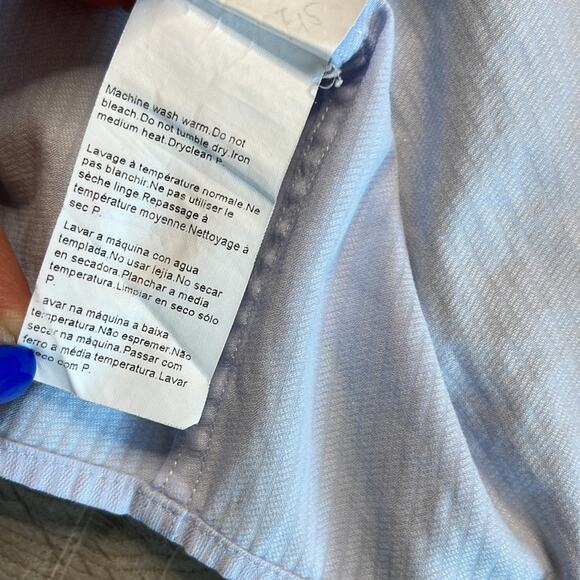 Machine wash warm.Do not
bleach.Do not tumble dry.Iron
medium heat.Dryclean P.
Lavage à température normale.Ne
pas blanchir.Ne pas utiliser le
sèche linge Repassage à
température moyenne Nettoyage à
sec P.
Lavar a máquina con agua
templada.No usar lejia.No secar
en secadora.Planchar a media
temperatura.Limpiar en seco sólo
P.
avar na máquina a baixa
temperatura.Não espremer.Não
secar na máquina.Passar com
ferro a média temperatura.Lavar
seco com P.